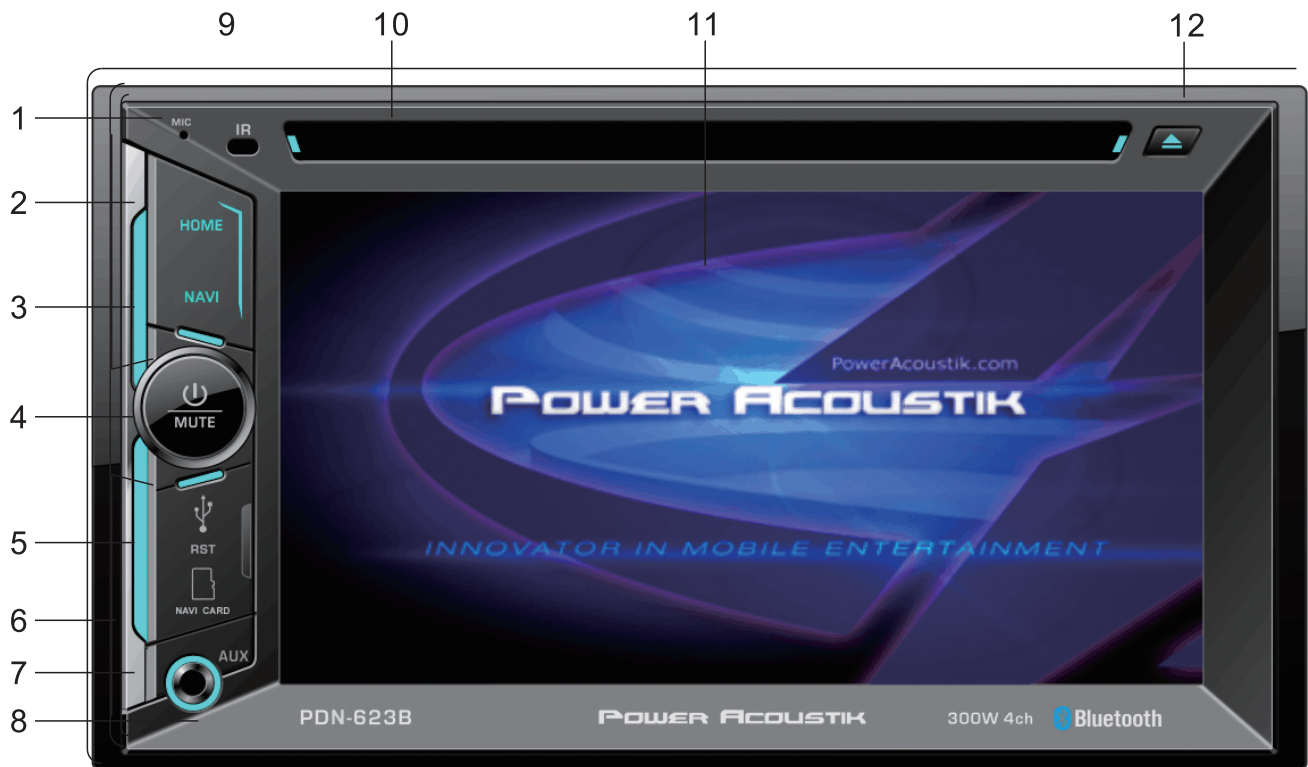 9 10 11 12
1
MIC
IR
2
HOME
NAVI
3
PowerAcoustik.com
POWER ACOUSTIK
4
MUTE
5
RST
INNOVATOR IN MOBILE ENTERTAINMENT
NAVI CARD
6
AUX
7
8
PDN-623B POWER ACOUSTIK 300W 4ch Bluetooth